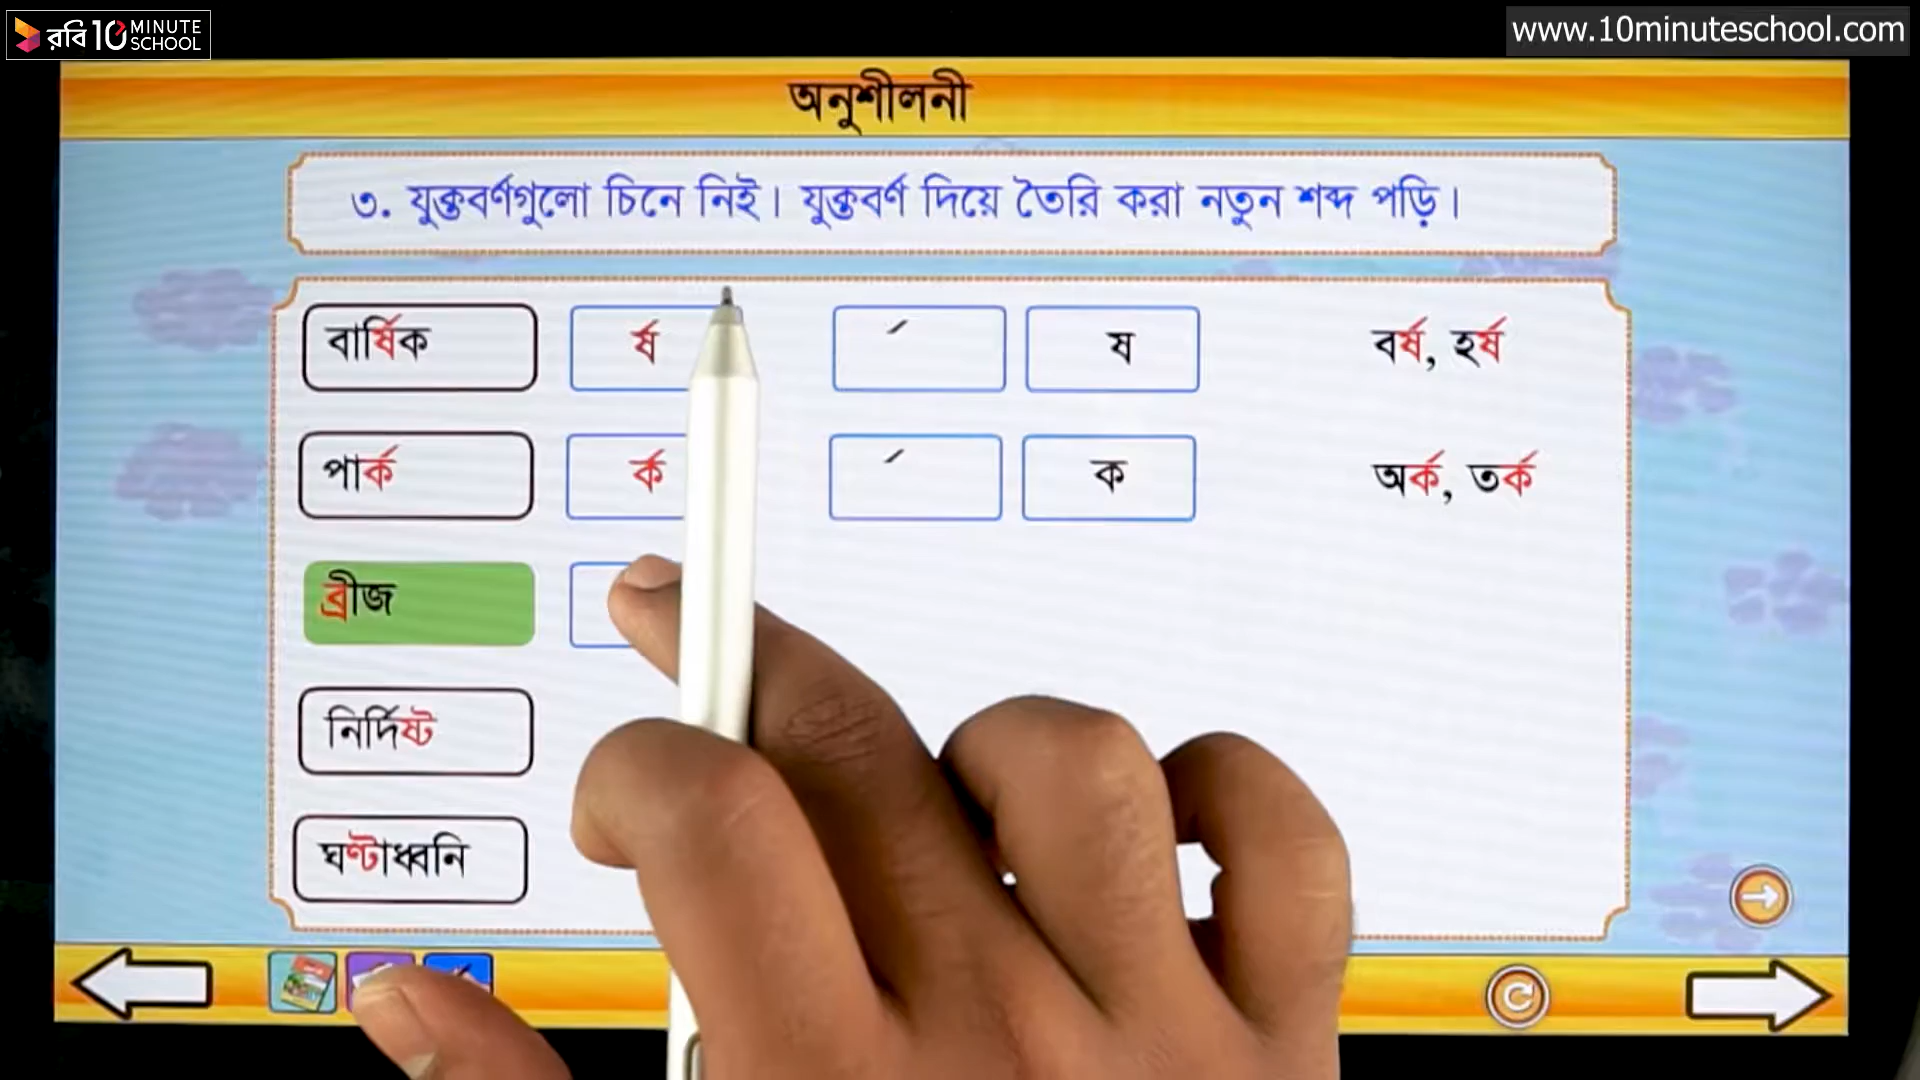 রবি 10 MINUTE SCHOOL
www.10minuteschool.com
অনুশীলনী
৩. যুক্তবর্ণগুলো চিনে নিই। যুক্তবর্ণ দিয়ে তৈরি করা নতুন শব্দ পড়ি।
বার্ষিক র্ষ ́ ষ বর্ষ, হর্ষ
পার্ক র্ক ́ ক অর্ক, তর্ক
ব্রীজ
নির্দিষ্ট
ঘণ্টাধ্বনি